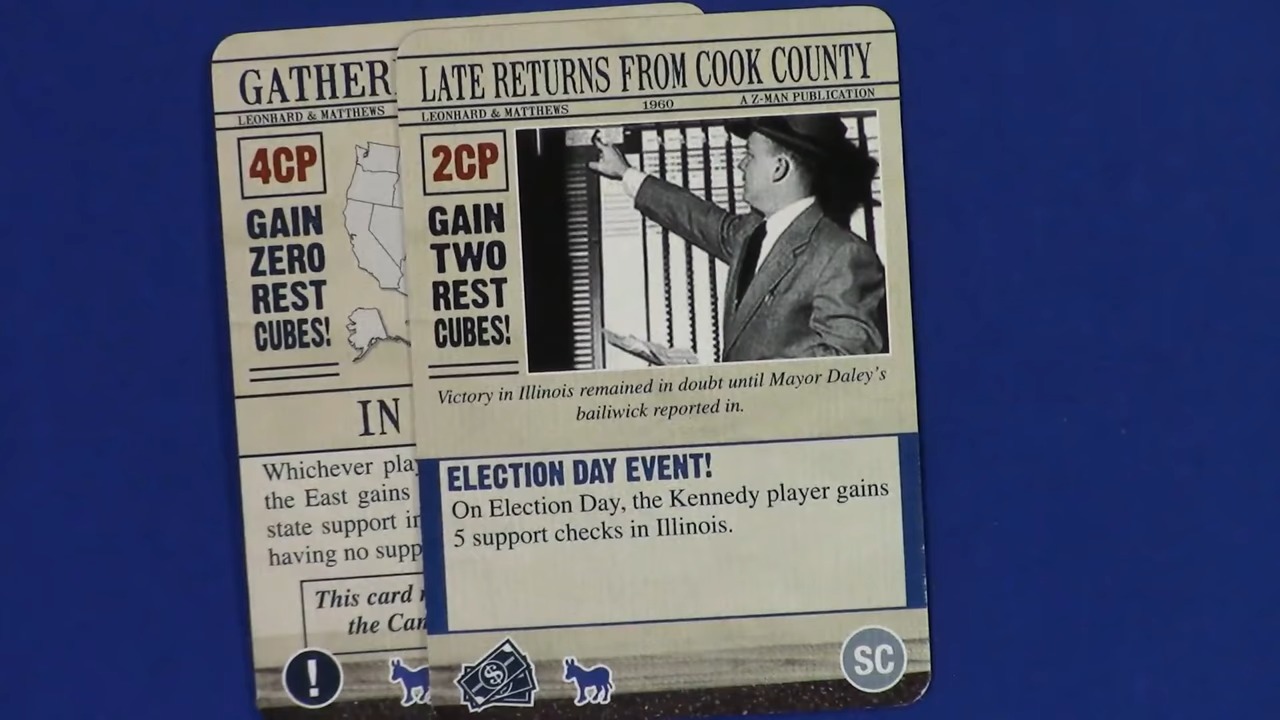 GATHER
LEONHARD & MATTHEWS
4CP
GAIN
ZERO
REST
CUBES!
IN
Whichever pla
the East gains
state support in
having no supp
This card
the Can
!
LATE RETURNS FROM COOK COUNTY
LEONHARD & MATTHEWS 1960 A Z-MAN PUBLICATION
2CP
GAIN
TWO
REST
CUBES!
Victory in Illinois remained in doubt until Mayor Daley's
bailiwick reported in.
ELECTION DAY EVENT!
On Election Day, the Kennedy player gains
5 support checks in Illinois.
$
SC